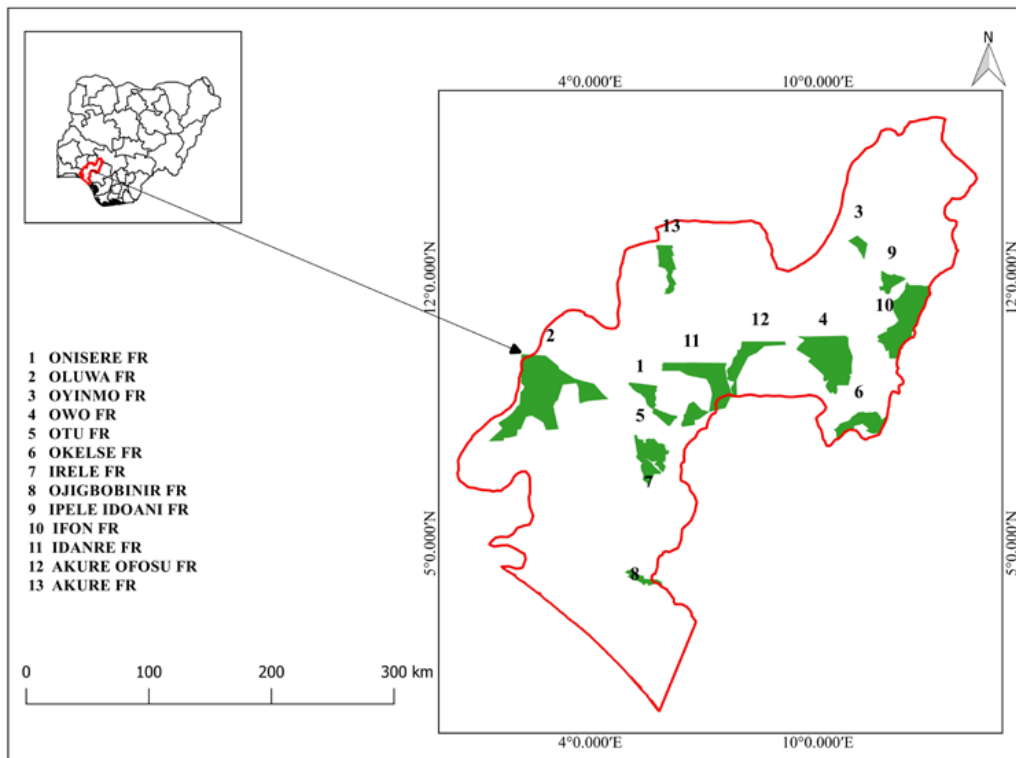 N
4°0.000′E 10°0.000′E
12°0.000′N 12°0.000′N
5°0.000′N 5°0.000′N
3
13
9
10
12
4
2
11
1
6
5
7
8
1 ONISERE FR
2 OLUWA FR
3 OYINMO FR
4 OWO FR
5 OTU FR
6 OKELSE FR
7 IRELE FR
8 OJIGBOBINIR FR
9 IPELE IDOANI FR
10 IFON FR
11 IDANRE FR
12 AKURE OFOSU FR
13 AKURE FR
0 100 200 300 km
4°0.000′E 10°0.000′E